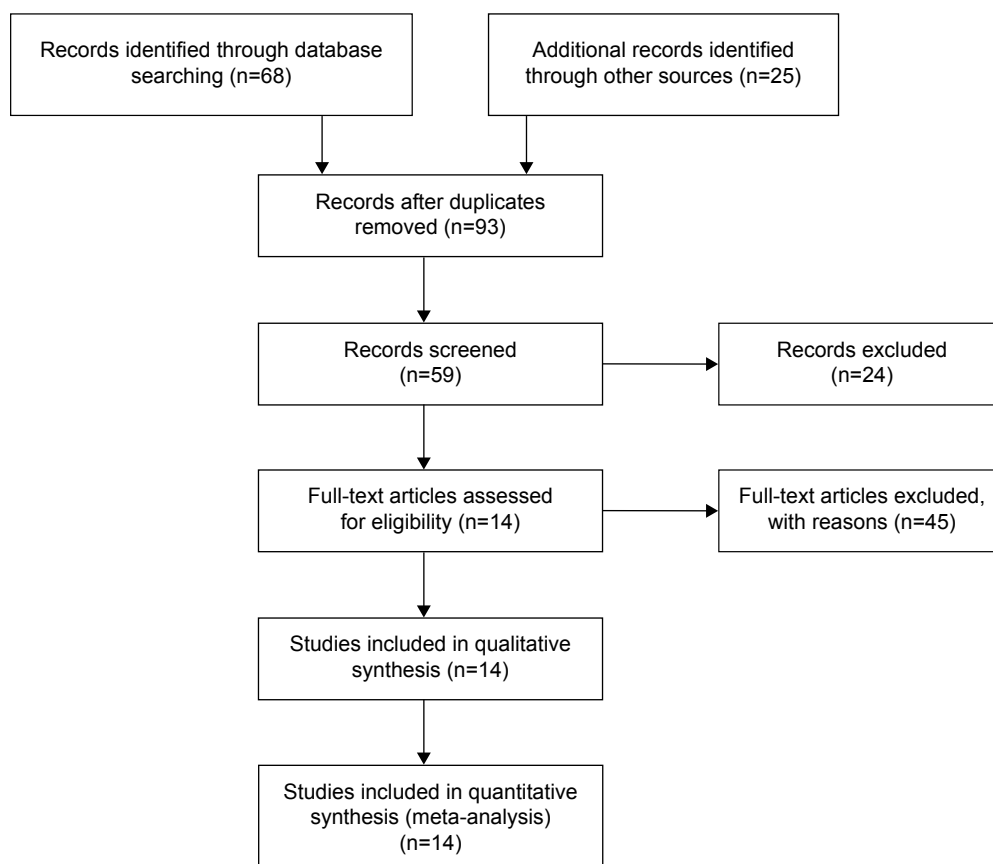 Records identified through database
searching (n=68)
Additional records identified
through other sources (n=25)
Records after duplicates
removed (n=93)
Records screened
(n=59)
Records excluded
(n=24)
Full-text articles assessed
for eligibility (n=14)
Full-text articles excluded,
with reasons (n=45)
Studies included in qualitative
synthesis (n=14)
Studies included in quantitative
synthesis (meta-analysis)
(n=14)